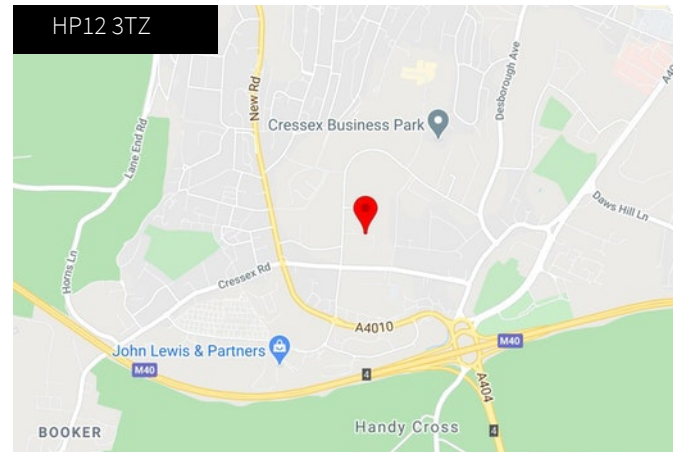 HP12 3TZ
New Rd
Lane End Rd
Desborough Ave
A40
Cressex Business Park
Daws Hill Ln
Horns Ln
Cressex Rd
A4010
John Lewis & Partners
M40
M40
4
A404
Handy Cross
4
BOOKER